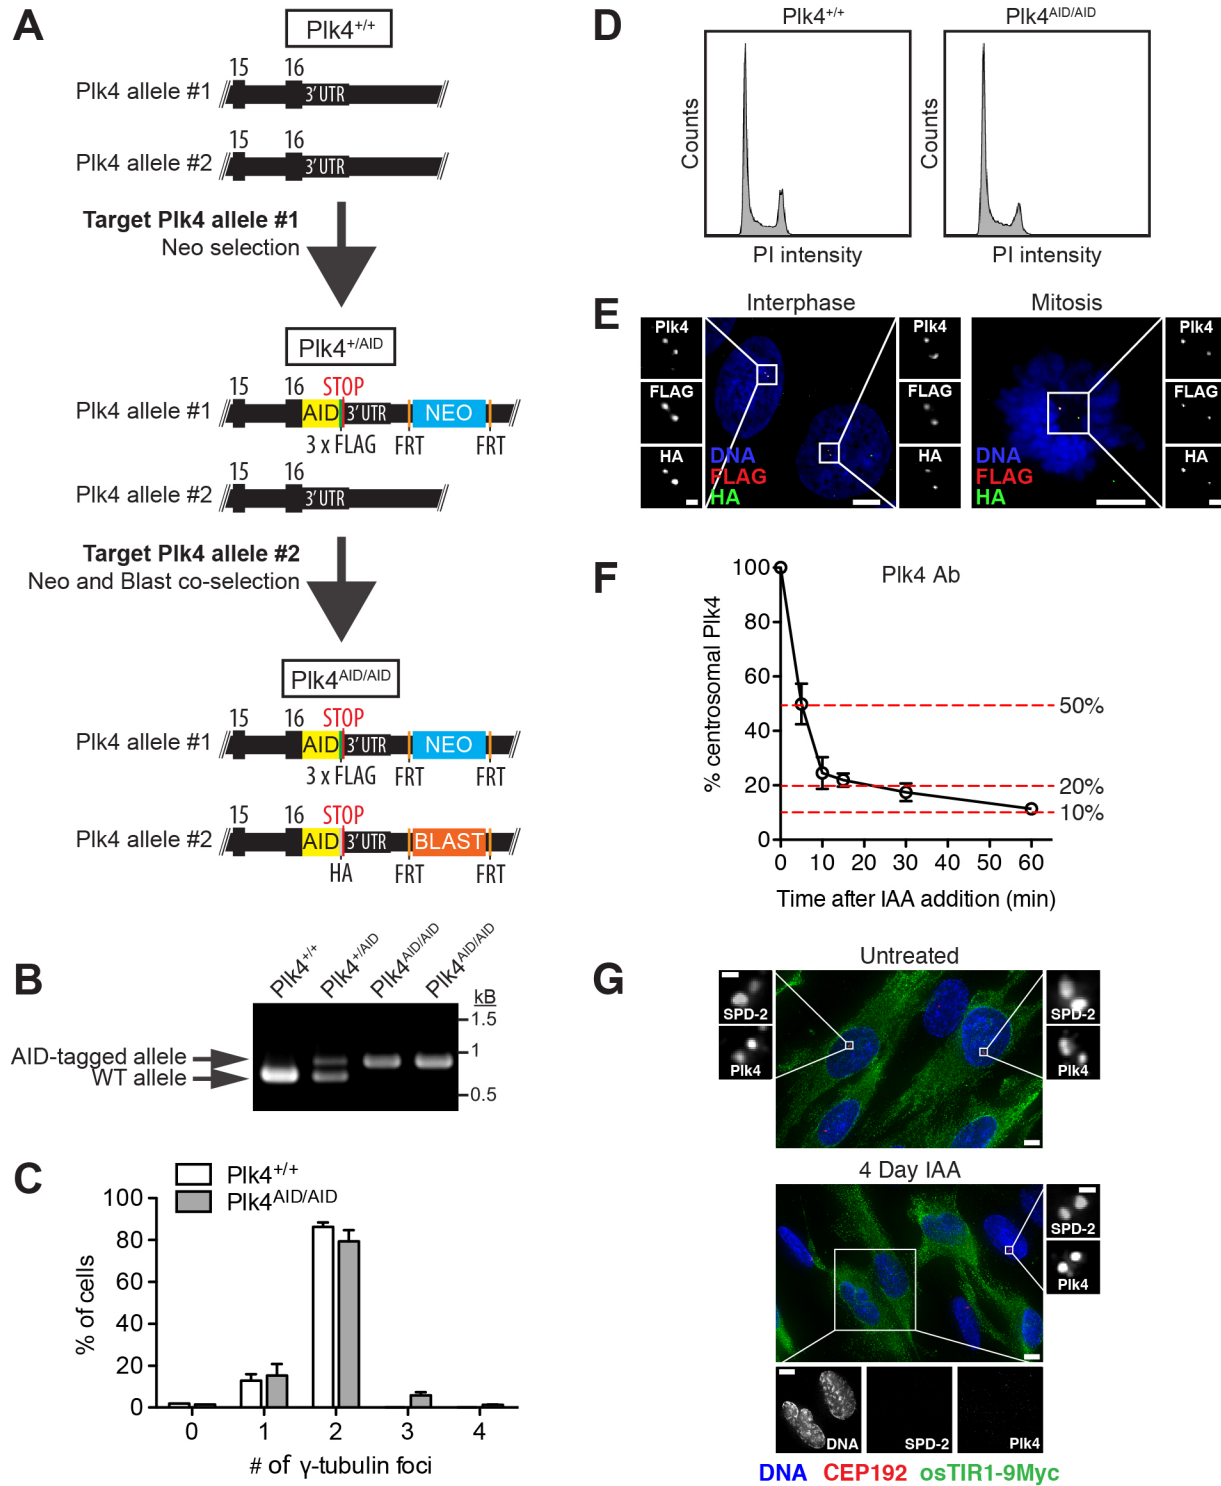 A
Plk4+/+
15 16
Plk4 allele #1
3' UTR
15 16
Plk4 allele #2
3' UTR
Target Plk4 allele #1
Neo selection
Plk4+/AID
15 16 STOP
Plk4 allele #1
AID 3' UTR NEO
3 x FLAG FRT FRT
15 16
Plk4 allele #2
3' UTR
Target Plk4 allele #2
Neo and Blast co-selection
Plk4AID/AID
15 16 STOP
Plk4 allele #1
AID 3' UTR NEO
3 x FLAG FRT FRT
15 16 STOP
Plk4 allele #2
AID 3' UTR BLAST
HA FRT FRT
B
Plk4+/+
Plk4+/AID
Plk4AID/AID
Plk4AID/AID
kB
1.5
1
0.5
AID-tagged allele
WT allele
C
Plk4+/+
Plk4AID/AID
100
80
60
40
20
0
% of cells
0 1 2 3 4
# of γ-tubulin foci
D
Plk4+/+
Counts
PI intensity
Plk4AID/AID
Counts
PI intensity
E
Interphase
Plk4
FLAG
HA
DNA
FLAG
HA
Plk4
FLAG
HA
Mitosis
DNA
FLAG
HA
Plk4
FLAG
HA
F
Plk4 Ab
100
80
60
40
20
0
% centrosomal Plk4
50%
20%
10%
0 10 20 30 40 50 60
Time after IAA addition (min)
G
Untreated
SPD-2
Plk4
SPD-2
Plk4
4 Day IAA
SPD-2
Plk4
DNA
SPD-2
Plk4
DNA CEP192 osTIR1-9Myc